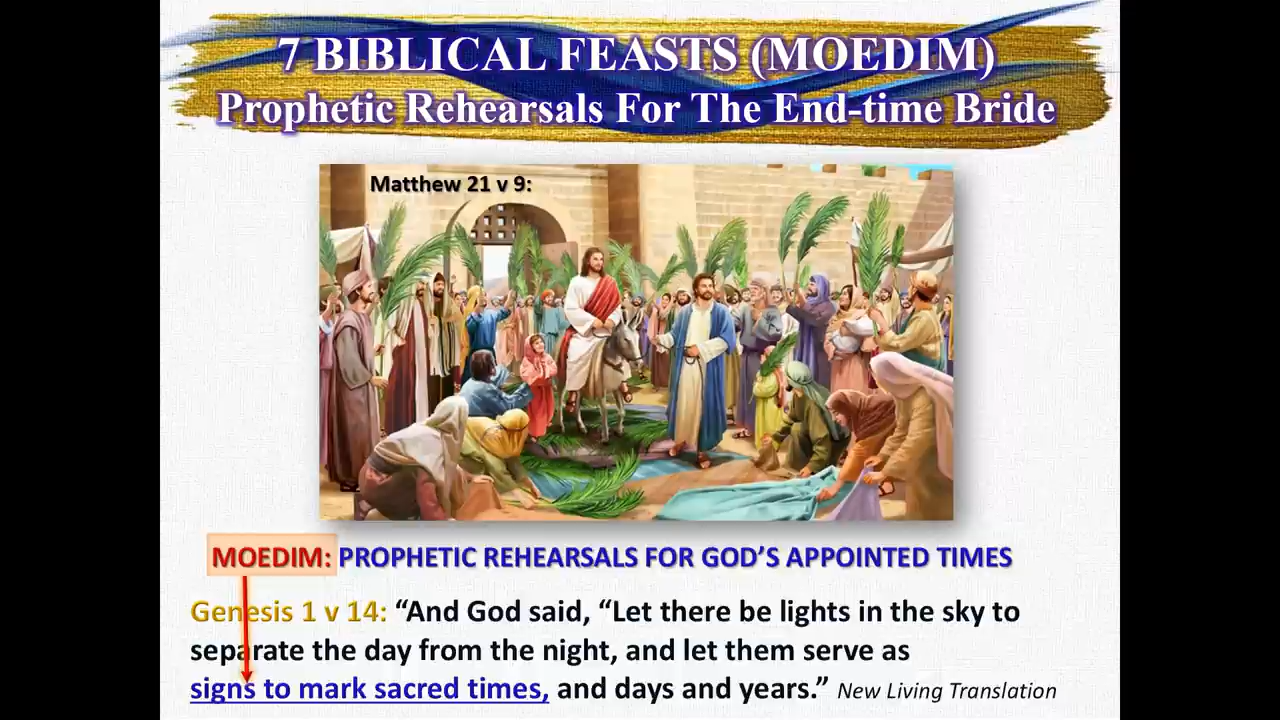 7 BIBLICAL FEASTS (MOEDIM)
Prophetic Rehearsals For The End-time Bride
Matthew 21 v 9:
MOEDIM: PROPHETIC REHEARSALS FOR GOD’S APPOINTED TIMES
Genesis 1 v 14: “And God said, “Let there be lights in the sky to
separate the day from the night, and let them serve as
signs to mark sacred times, and days and years.” New Living Translation